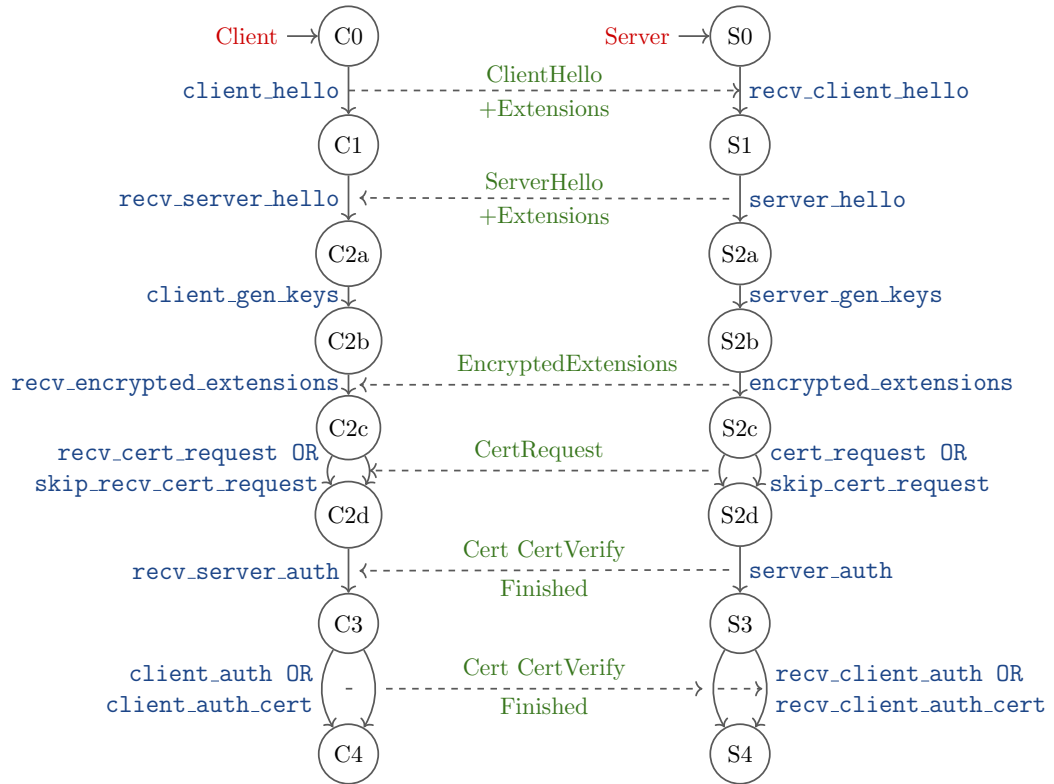 Client C0 Server S0
ClientHello
client_hello recv_client_hello
+Extensions
C1 S1
ServerHello
recv_server_hello server_hello
+Extensions
C2a S2a
client_gen_keys server_gen_keys
C2b S2b
EncryptedExtensions
recv_encrypted_extensions encrypted_extensions
C2c S2c
recv_cert_request OR CertRequest cert_request OR
skip_recv_cert_request skip_cert_request
C2d S2d
Cert CertVerify
recv_server_auth server_auth
Finished
C3 S3
client_auth OR Cert CertVerify recv_client_auth OR
client_auth_cert Finished recv_client_auth_cert
C4 S4